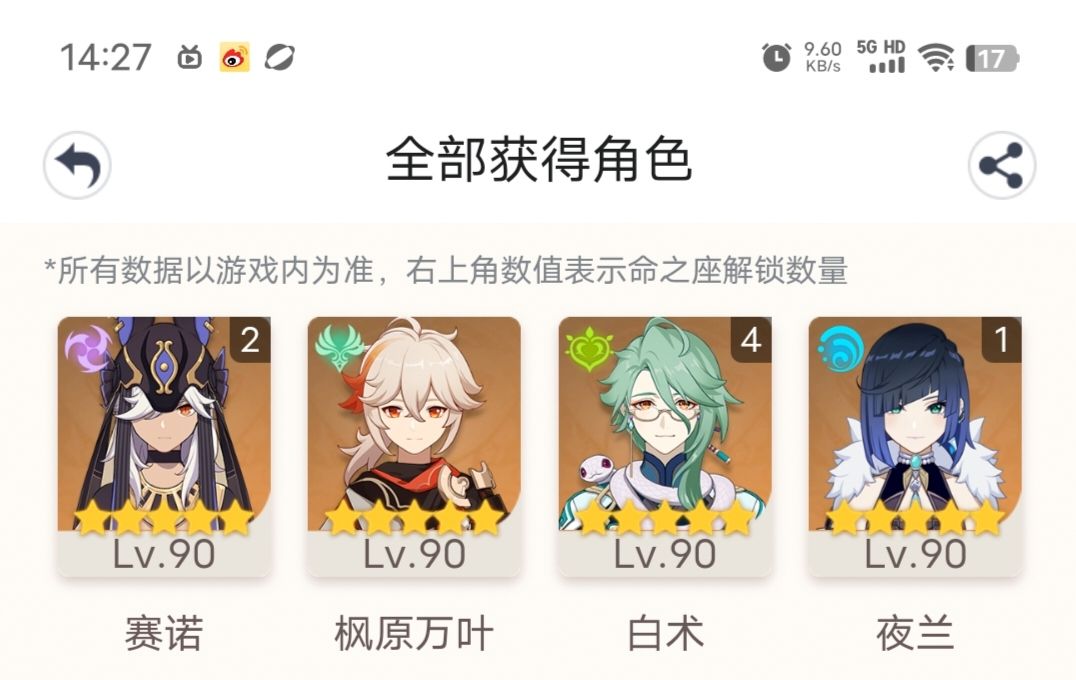 14:27 9.60 KB/s 5G HD 17
全部获得角色
*所有数据以游戏内为准，右上角数值表示命之座解锁数量
2 4 1
Lv.90 Lv.90 Lv.90 Lv.90
赛诺 枫原万叶 白术 夜兰